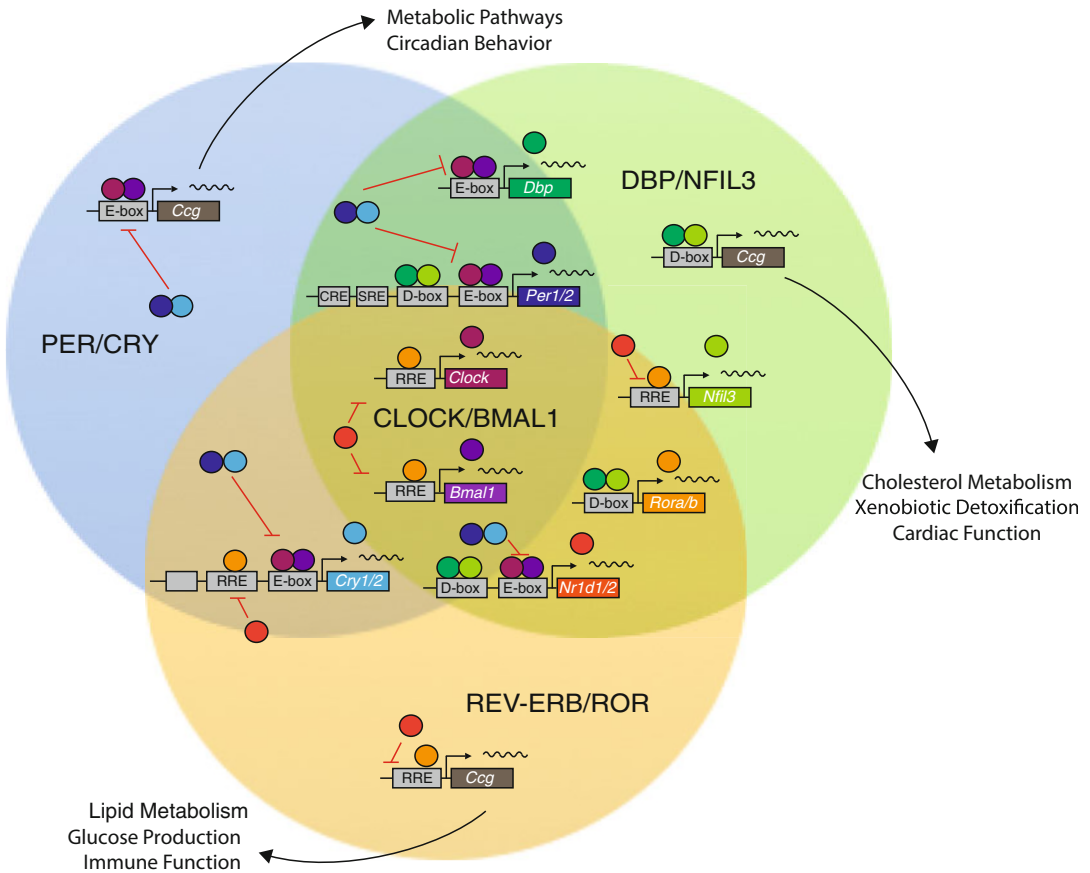 Metabolic Pathways
Circadian Behavior
E-box Dbp
DBP/NFIL3
E-box Ccg
D-box Ccg
CRE SRE D-box E-box Per1/2
PER/CRY
RRE Clock
RRE Nfil3
CLOCK/BMAL1
RRE Bmal1
D-box Rora/b
Cholesterol Metabolism
Xenobiotic Detoxification
Cardiac Function
RRE E-box Cry1/2
D-box E-box Nr1d1/2
REV-ERB/ROR
RRE Ccg
Lipid Metabolism
Glucose Production
Immune Function